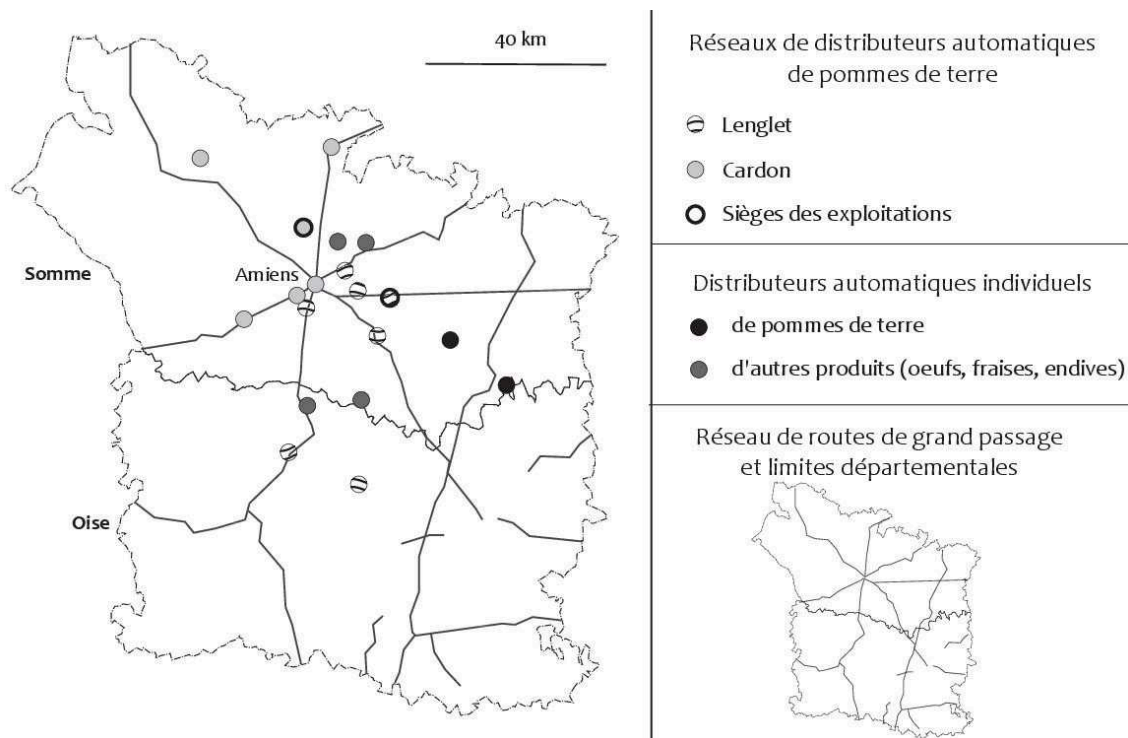 40 km
Somme
Amiens
Oise
Réseaux de distributeurs automatiques
de pommes de terre
Lenglet
Cardon
Sièges des exploitations
Distributeurs automatiques individuels
de pommes de terre
d'autres produits (oeufs, fraises, endives)
Réseau de routes de grand passage
et limites départementales